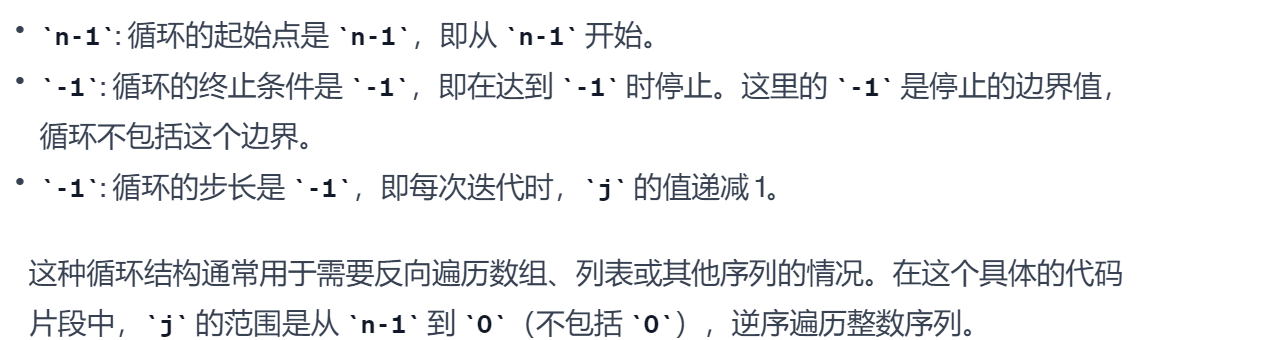 • `n-1`: 循环的起始点是 `n-1`，即从 `n-1` 开始。
• `-1`: 循环的终止条件是 `-1`，即在达到 `-1` 时停止。这里的 `-1` 是停止的边界值，
循环不包括这个边界。
• `-1`: 循环的步长是 `-1`，即每次迭代时，`j` 的值递减1。
这种循环结构通常用于需要反向遍历数组、列表或其他序列的情况。在这个具体的代码
片段中，`j` 的范围是从 `n-1` 到 `0`（不包括 `0`），逆序遍历整数序列。